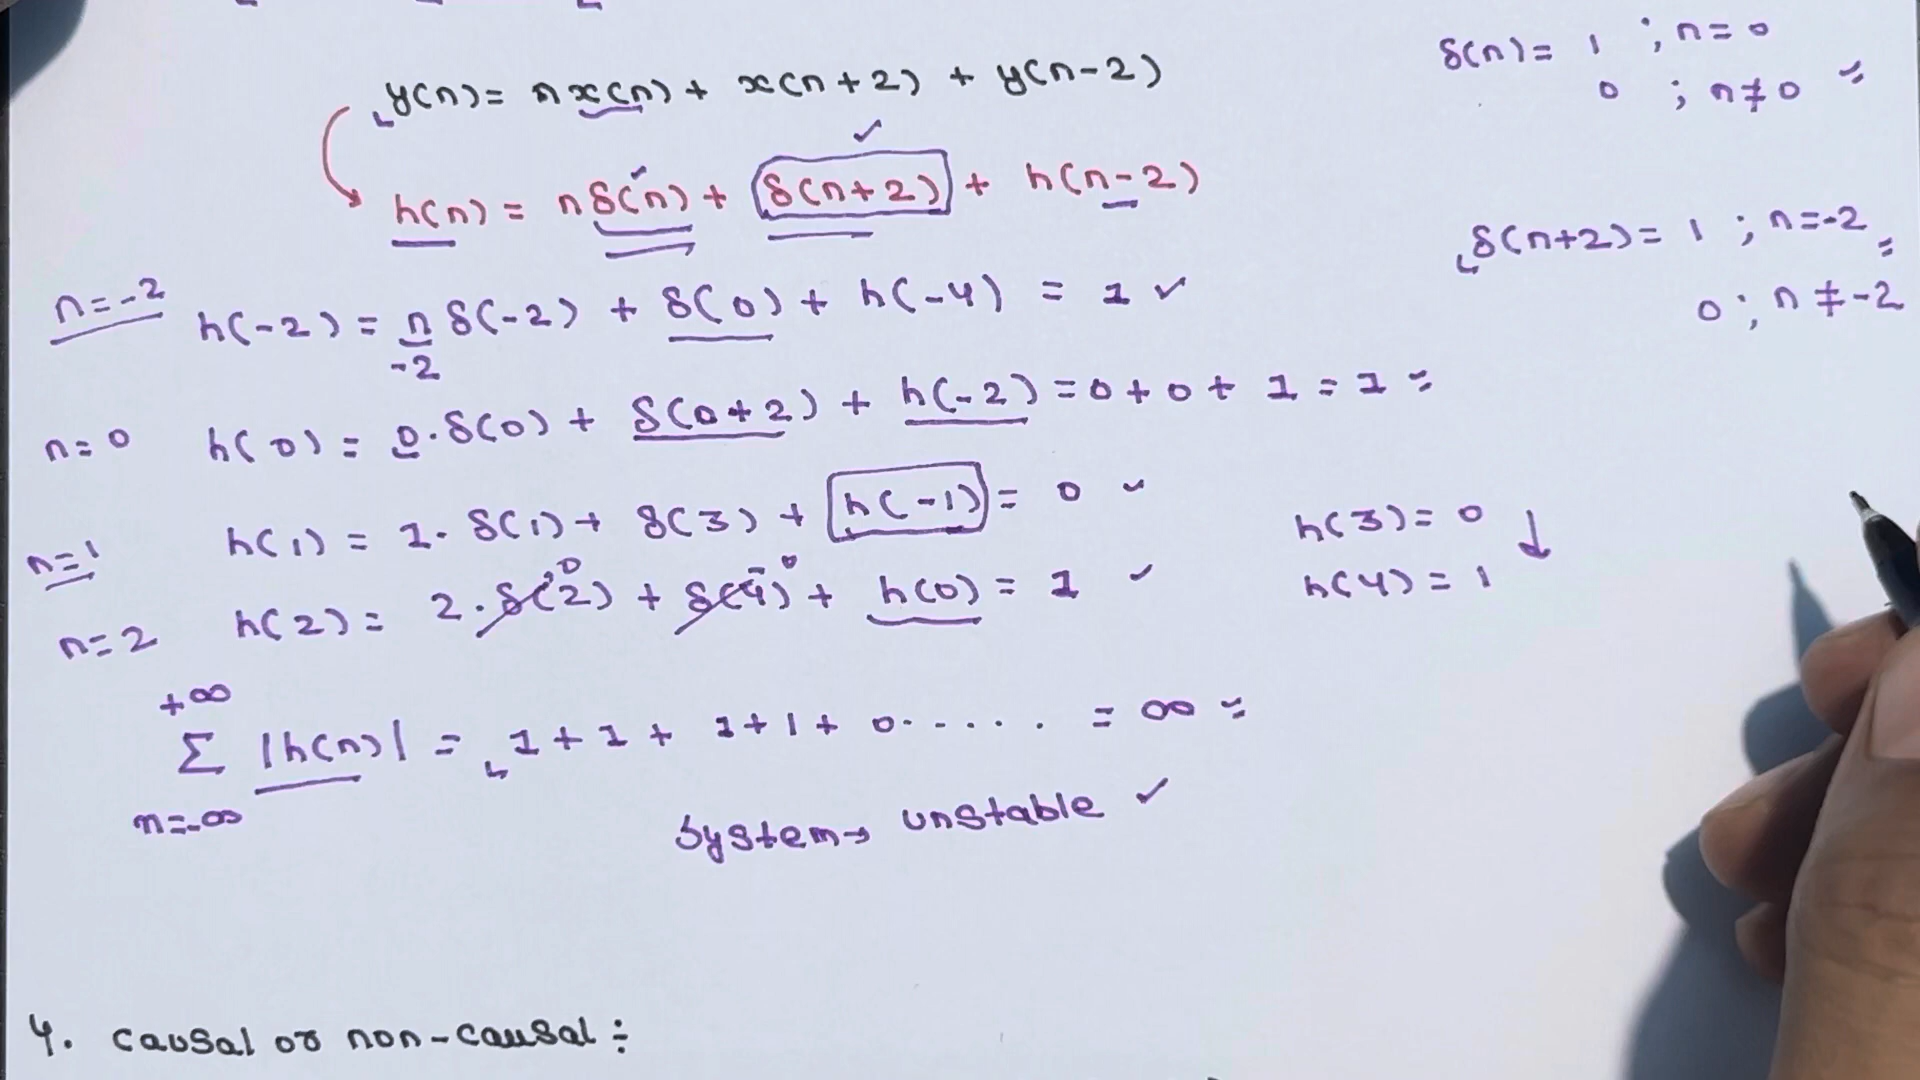 y(n) = n x(n) + x(n+2) + y(n-2)
δ(n) = 1 ; n = 0
0 ; n ≠ 0
h(n) = n δ(n) + δ(n+2) + h(n-2)
δ(n+2) = 1 ; n = -2
0 ; n ≠ -2
n = -2 h(-2) = n δ(-2) + δ(0) + h(-4) = 1 ✓
-2
n = 0 h(0) = 0 · δ(0) + δ(0+2) + h(-2) = 0 + 0 + 1 = 1
n = 1 h(1) = 1 · δ(1) + δ(3) + h(-1) = 0
n = 2 h(2) = 2 · δ(2) 0 + δ(4) 0 + h(0) = 1
h(3) = 0 ↓
h(4) = 1
+∞
Σ |h(n)| = 1 + 1 + 1 + 1 + 0 . . . . . = ∞
n = -∞
System → unstable ✓
4. causal or non-causal :